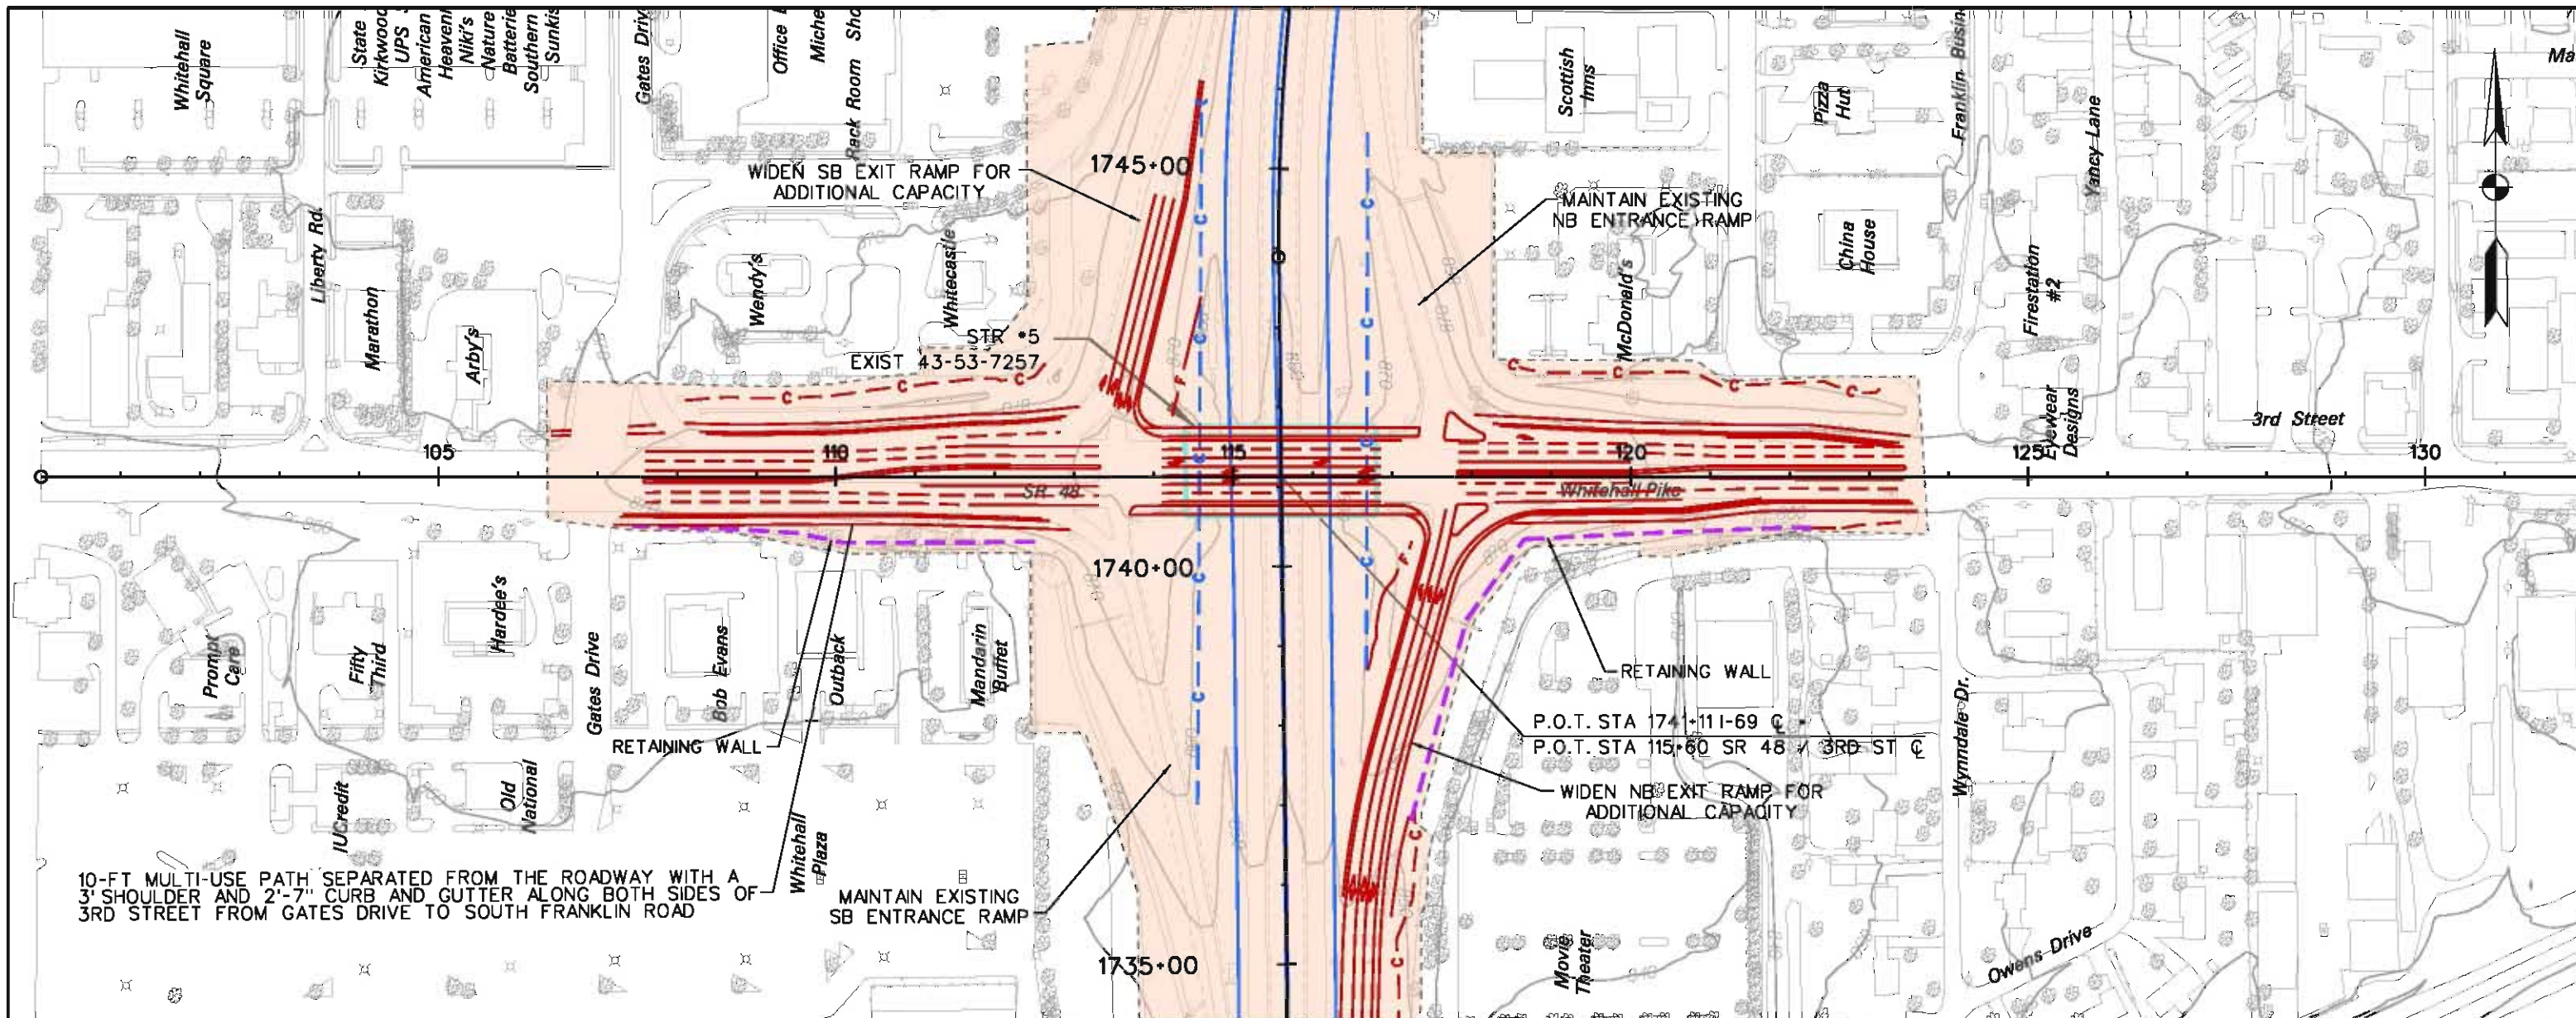 Whitehall
Square
State
Kirkwood
UPS
American
Heaven
Niki's
Nature
Batterie
Southern
Sunkis
Gates Driv
Office
Miche
Rack Room Sho
Scottish
Inns
Pizza
Hut
Franklin Busin
Yancy Lane
Ma
WIDEN SB EXIT RAMP FOR
ADDITIONAL CAPACITY
1745+00
MAINTAIN EXISTING
NB ENTRANCE RAMP
Liberty Rd.
Marathon
Arby's
Wendy's
Whitecastle
McDonald's
China
House
Firestation
#2
STR #5
EXIST 43-53-7257
Eyewear
Designs
3rd Street
105
110
115
120
125
130
SR 48
Whitehall Pike
1740+00
Prompt
Care
Fifty
Third
Hardee's
Gates Drive
Bob Evans
Outback
Mandarin
Buffet
RETAINING WALL
RETAINING WALL
P.O.T. STA 1741+11 I-69 ℄ =
P.O.T. STA 115+60 SR 48 / 3RD ST ℄
WIDEN NB EXIT RAMP FOR
ADDITIONAL CAPACITY
Wynndale Dr.
IUCredit
Old
National
Whitehall
Plaza
10-FT MULTI-USE PATH SEPARATED FROM THE ROADWAY WITH A
3' SHOULDER AND 2'-7" CURB AND GUTTER ALONG BOTH SIDES OF
3RD STREET FROM GATES DRIVE TO SOUTH FRANKLIN ROAD
MAINTAIN EXISTING
SB ENTRANCE RAMP
1735+00
Movie
Theater
Owens Drive